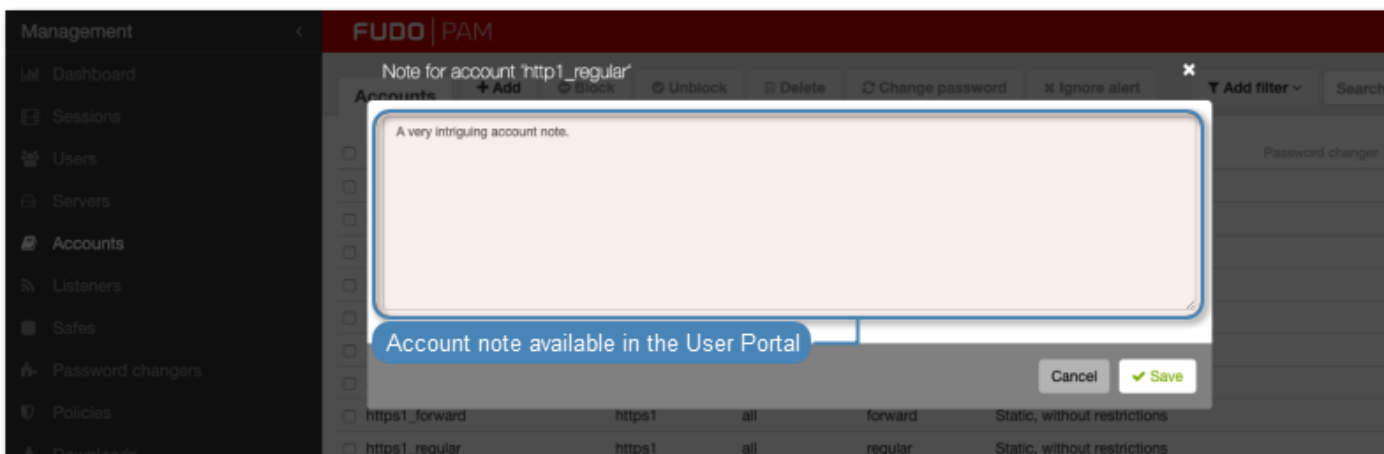 Management
FUDO PAM
Dashboard
Sessions
Users
Servers
Accounts
Listeners
Safes
Password changers
Policies
Downloads
Note for account 'http1_regular'
Accounts + Add Block Unblock Delete Change password Ignore alert Add filter Search
Password changer
A very intriguing account note.
Account note available in the User Portal
Cancel Save
https1_forward https1 all forward Static, without restrictions
https1_regular https1 all regular Static, without restrictions